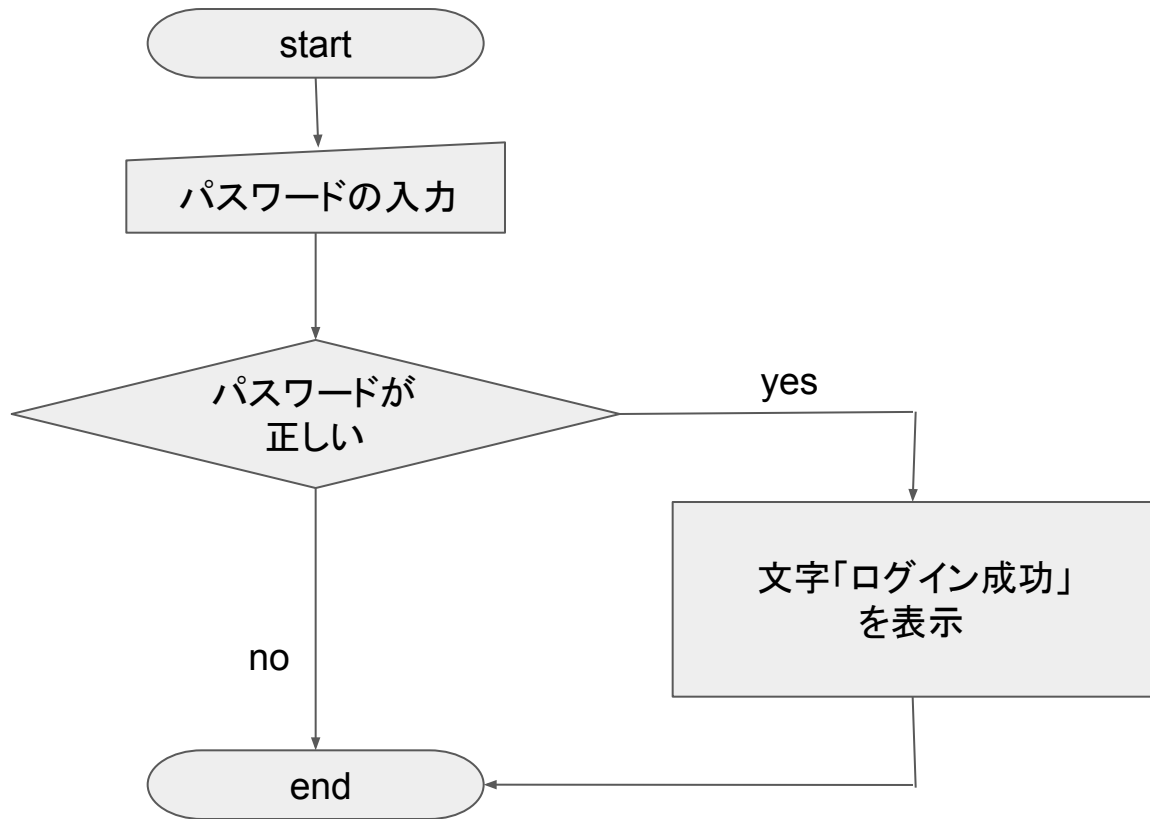 start
パスワードの入力
パスワードが
正しい
yes
文字「ログイン成功」
を表示
no
end